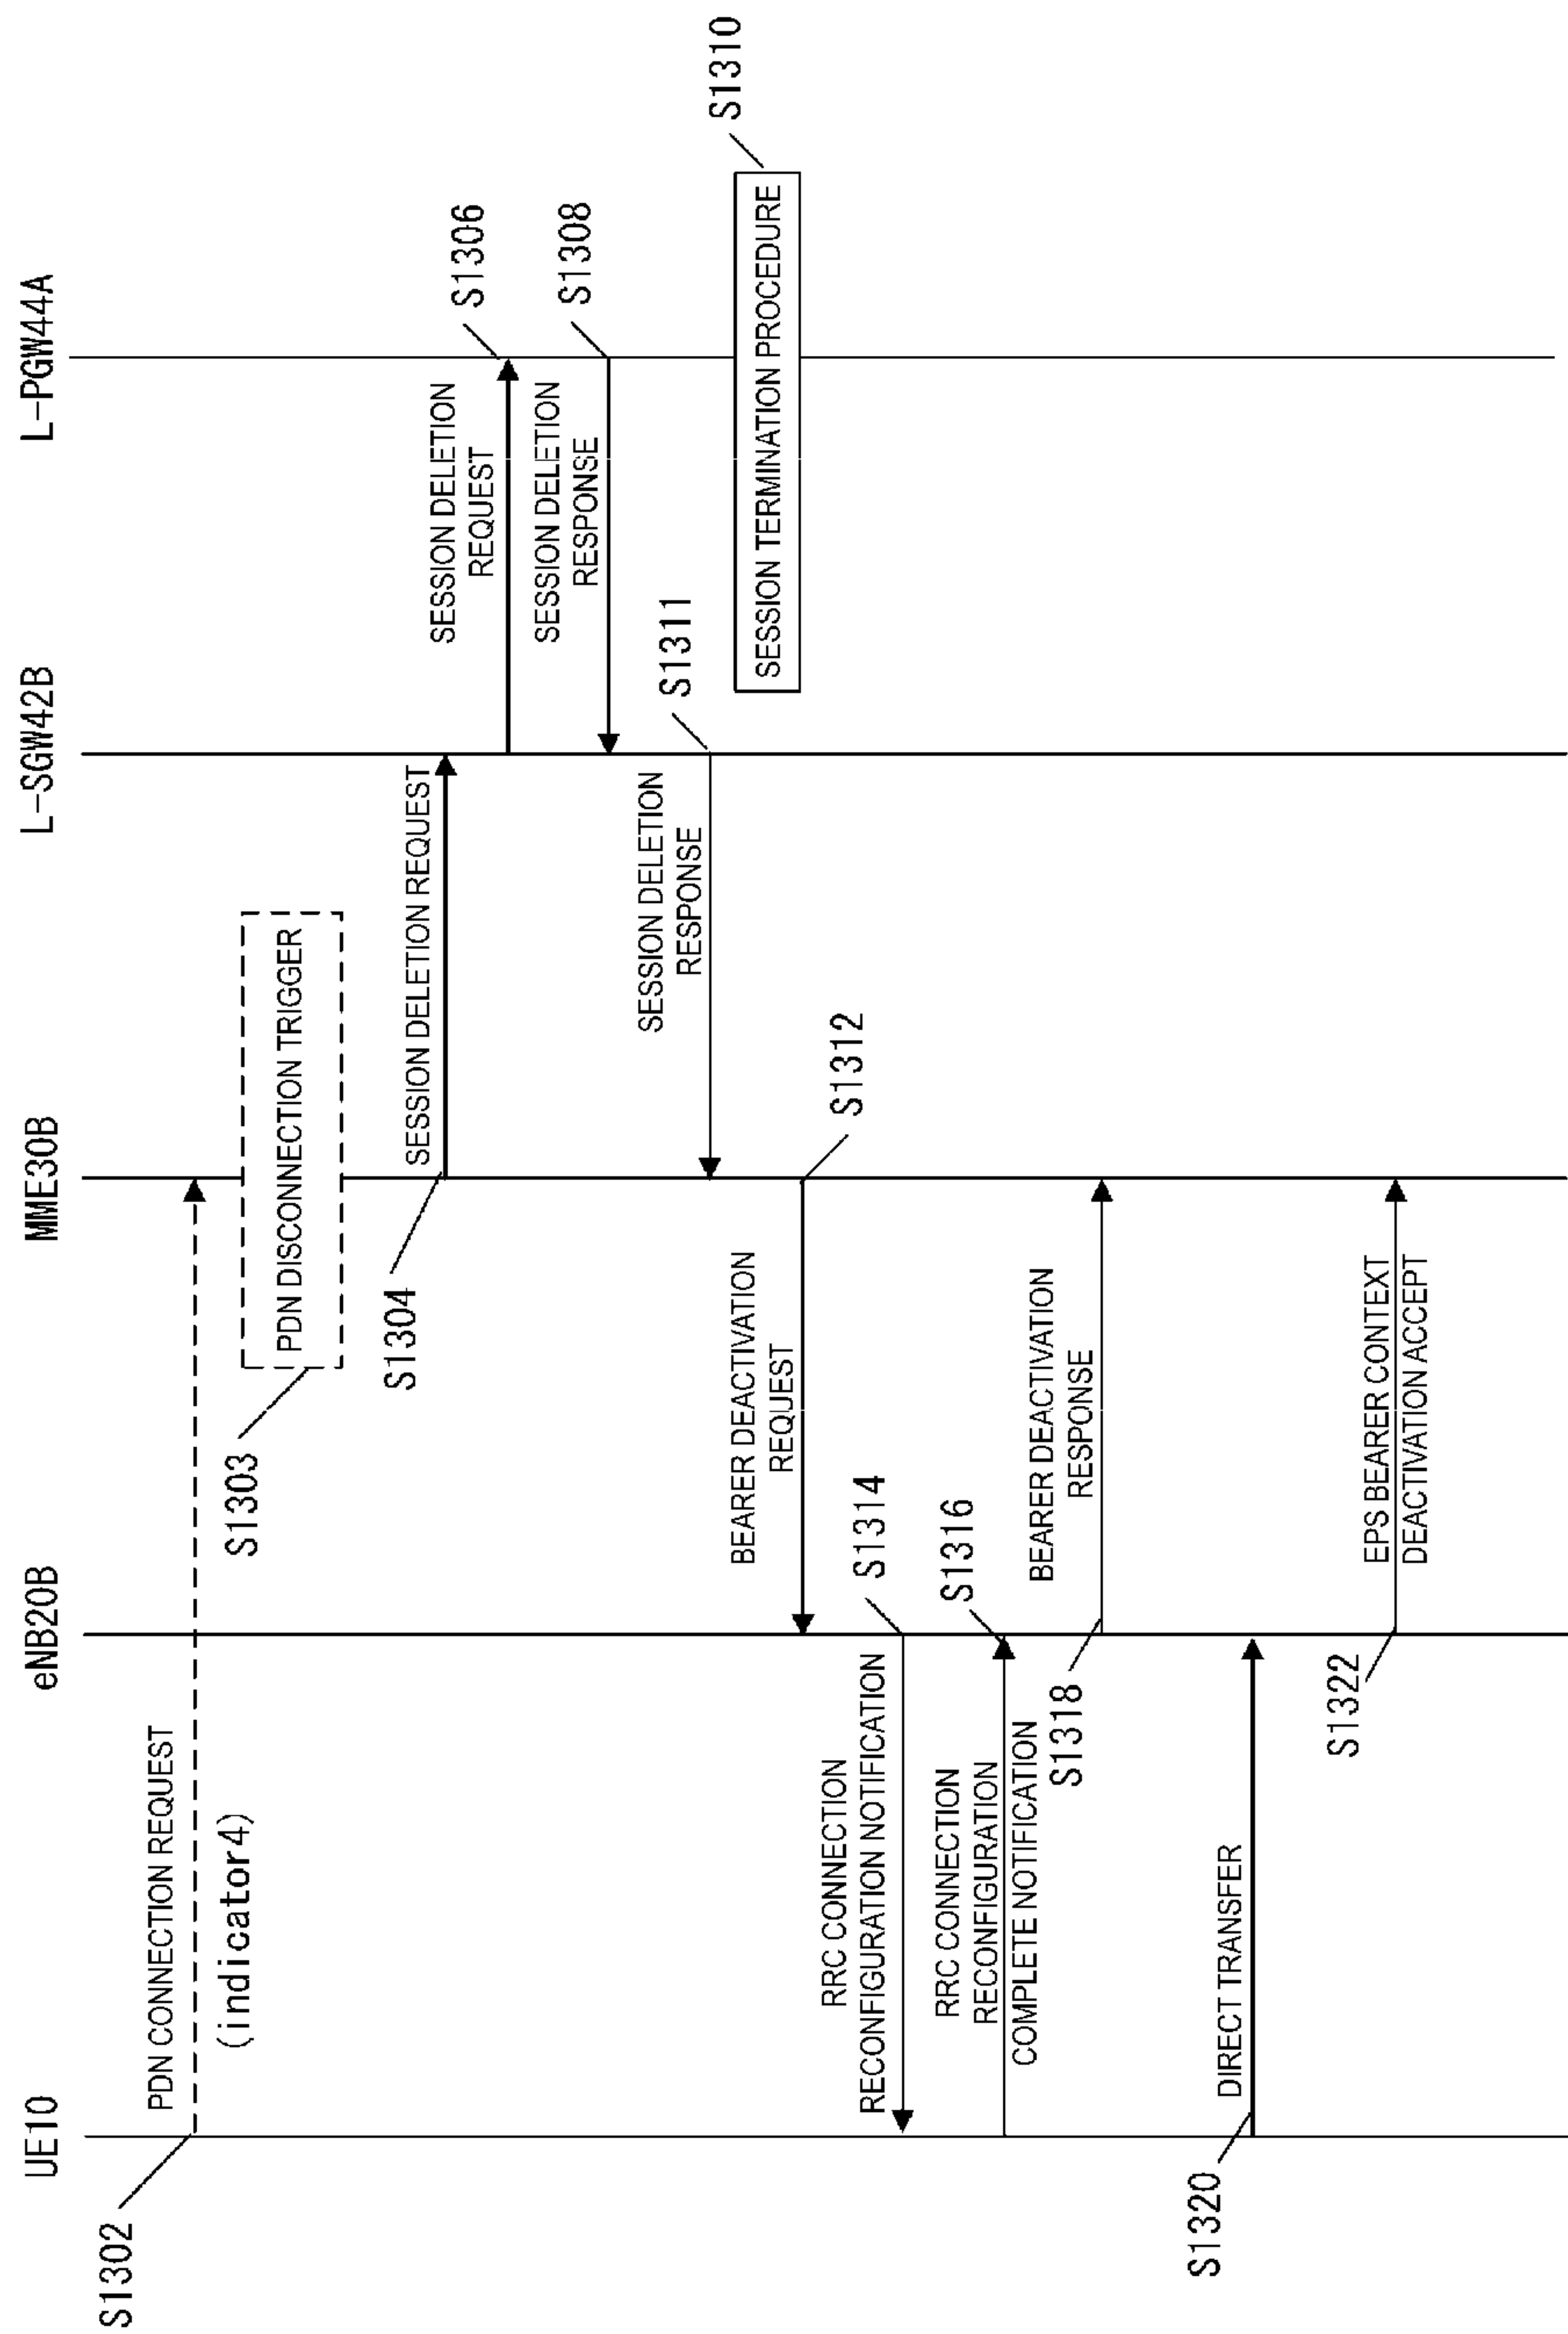 UE10
eNB20B
MME30B
L-SGW42B
L-PGW44A
S1302
PDN CONNECTION REQUEST
(indicator4)
S1303
PDN DISCONNECTION TRIGGER
S1304
SESSION DELETION REQUEST
SESSION DELETION
REQUEST
S1306
SESSION DELETION
RESPONSE
S1308
SESSION DELETION
RESPONSE
S1311
SESSION TERMINATION PROCEDURE
S1310
BEARER DEACTIVATION
REQUEST
S1312
RRC CONNECTION
RECONFIGURATION NOTIFICATION
S1314
RRC CONNECTION
RECONFIGURATION
COMPLETE NOTIFICATION
S1316
S1318
BEARER DEACTIVATION
RESPONSE
S1320
DIRECT TRANSFER
S1322
EPS BEARER CONTEXT
DEACTIVATION ACCEPT